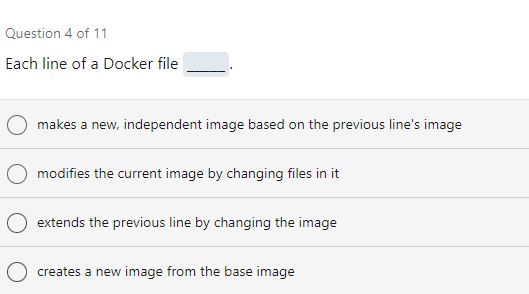 Question 4 of 11
Each line of a Docker file _____.
makes a new, independent image based on the previous line's image
modifies the current image by changing files in it
extends the previous line by changing the image
creates a new image from the base image